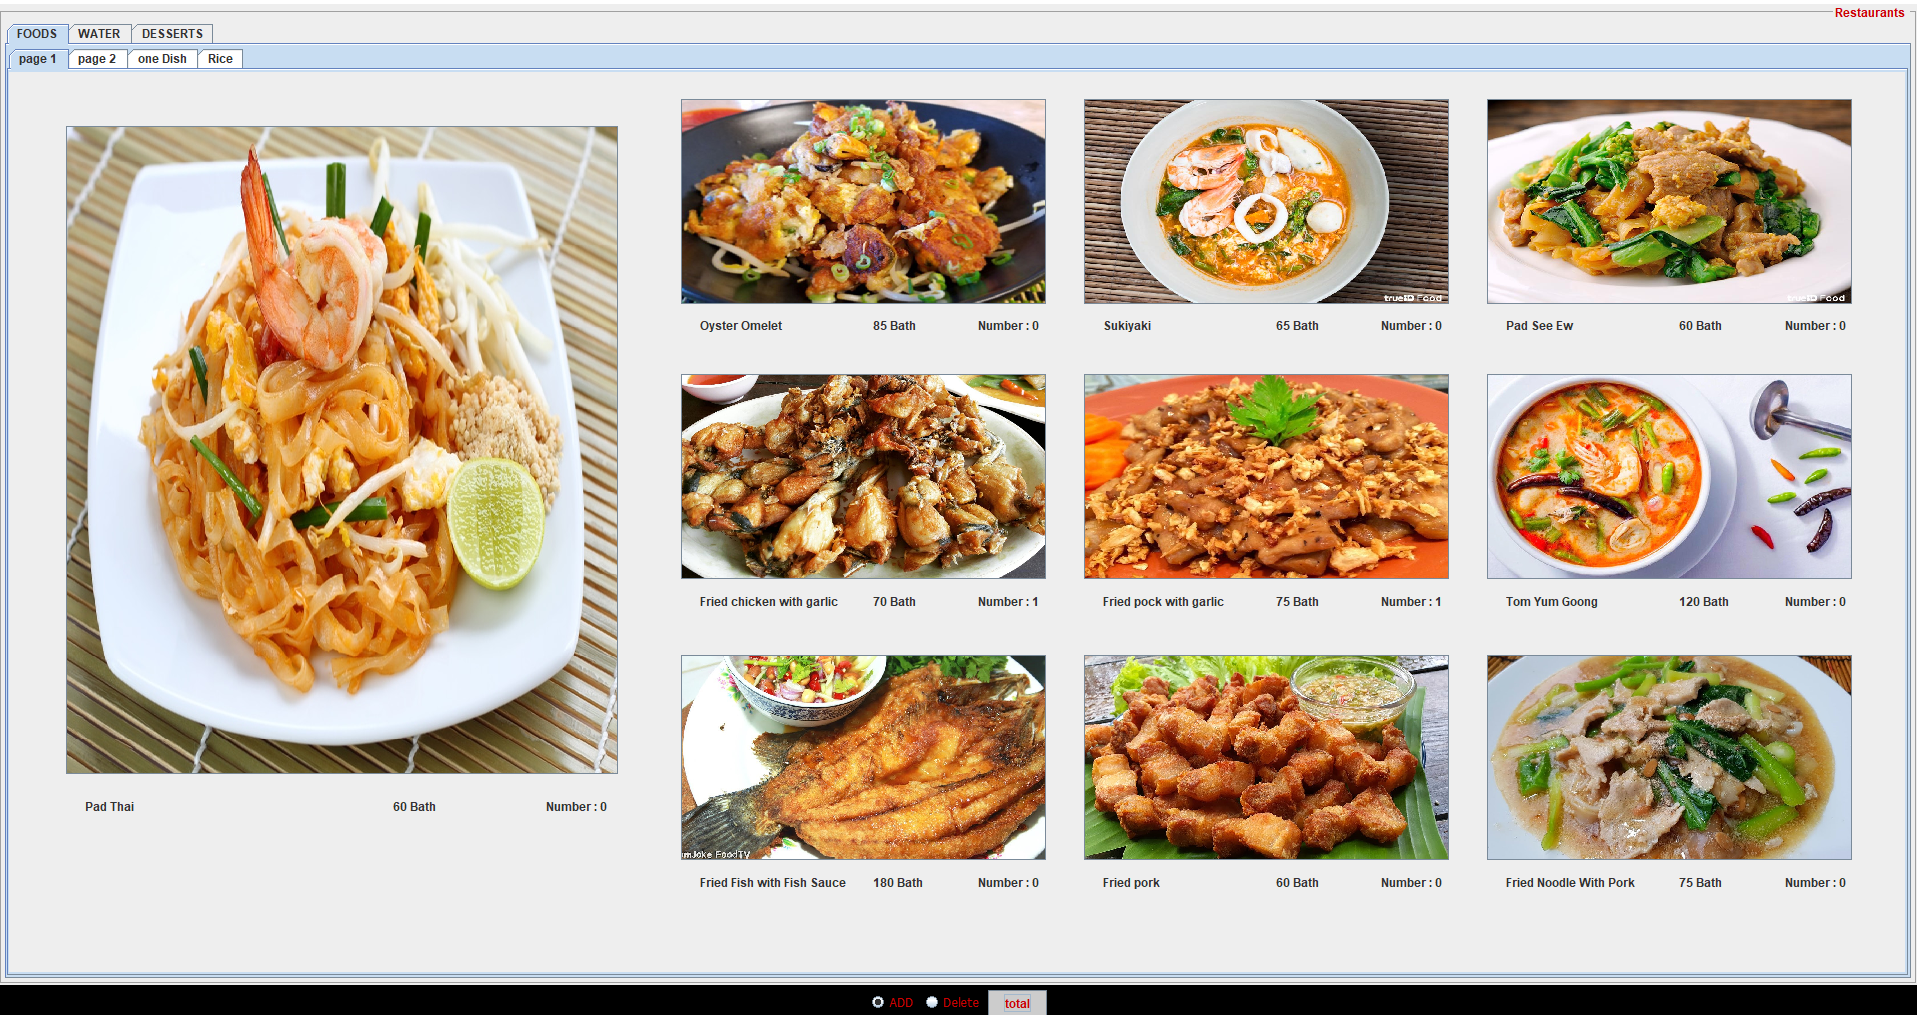 Restaurants
FOODS WATER DESSERTS
page 1 page 2 one Dish Rice
trueID Food
trueID Food
Oyster Omelet 85 Bath Number : 0
Sukiyaki 65 Bath Number : 0
Pad See Ew 60 Bath Number : 0
Fried chicken with garlic 70 Bath Number : 1
Fried pock with garlic 75 Bath Number : 1
Tom Yum Goong 120 Bath Number : 0
Pad Thai 60 Bath Number : 0
umJoke FoodTV
Fried Fish with Fish Sauce 180 Bath Number : 0
Fried pork 60 Bath Number : 0
Fried Noodle With Pork 75 Bath Number : 0
ADD Delete total